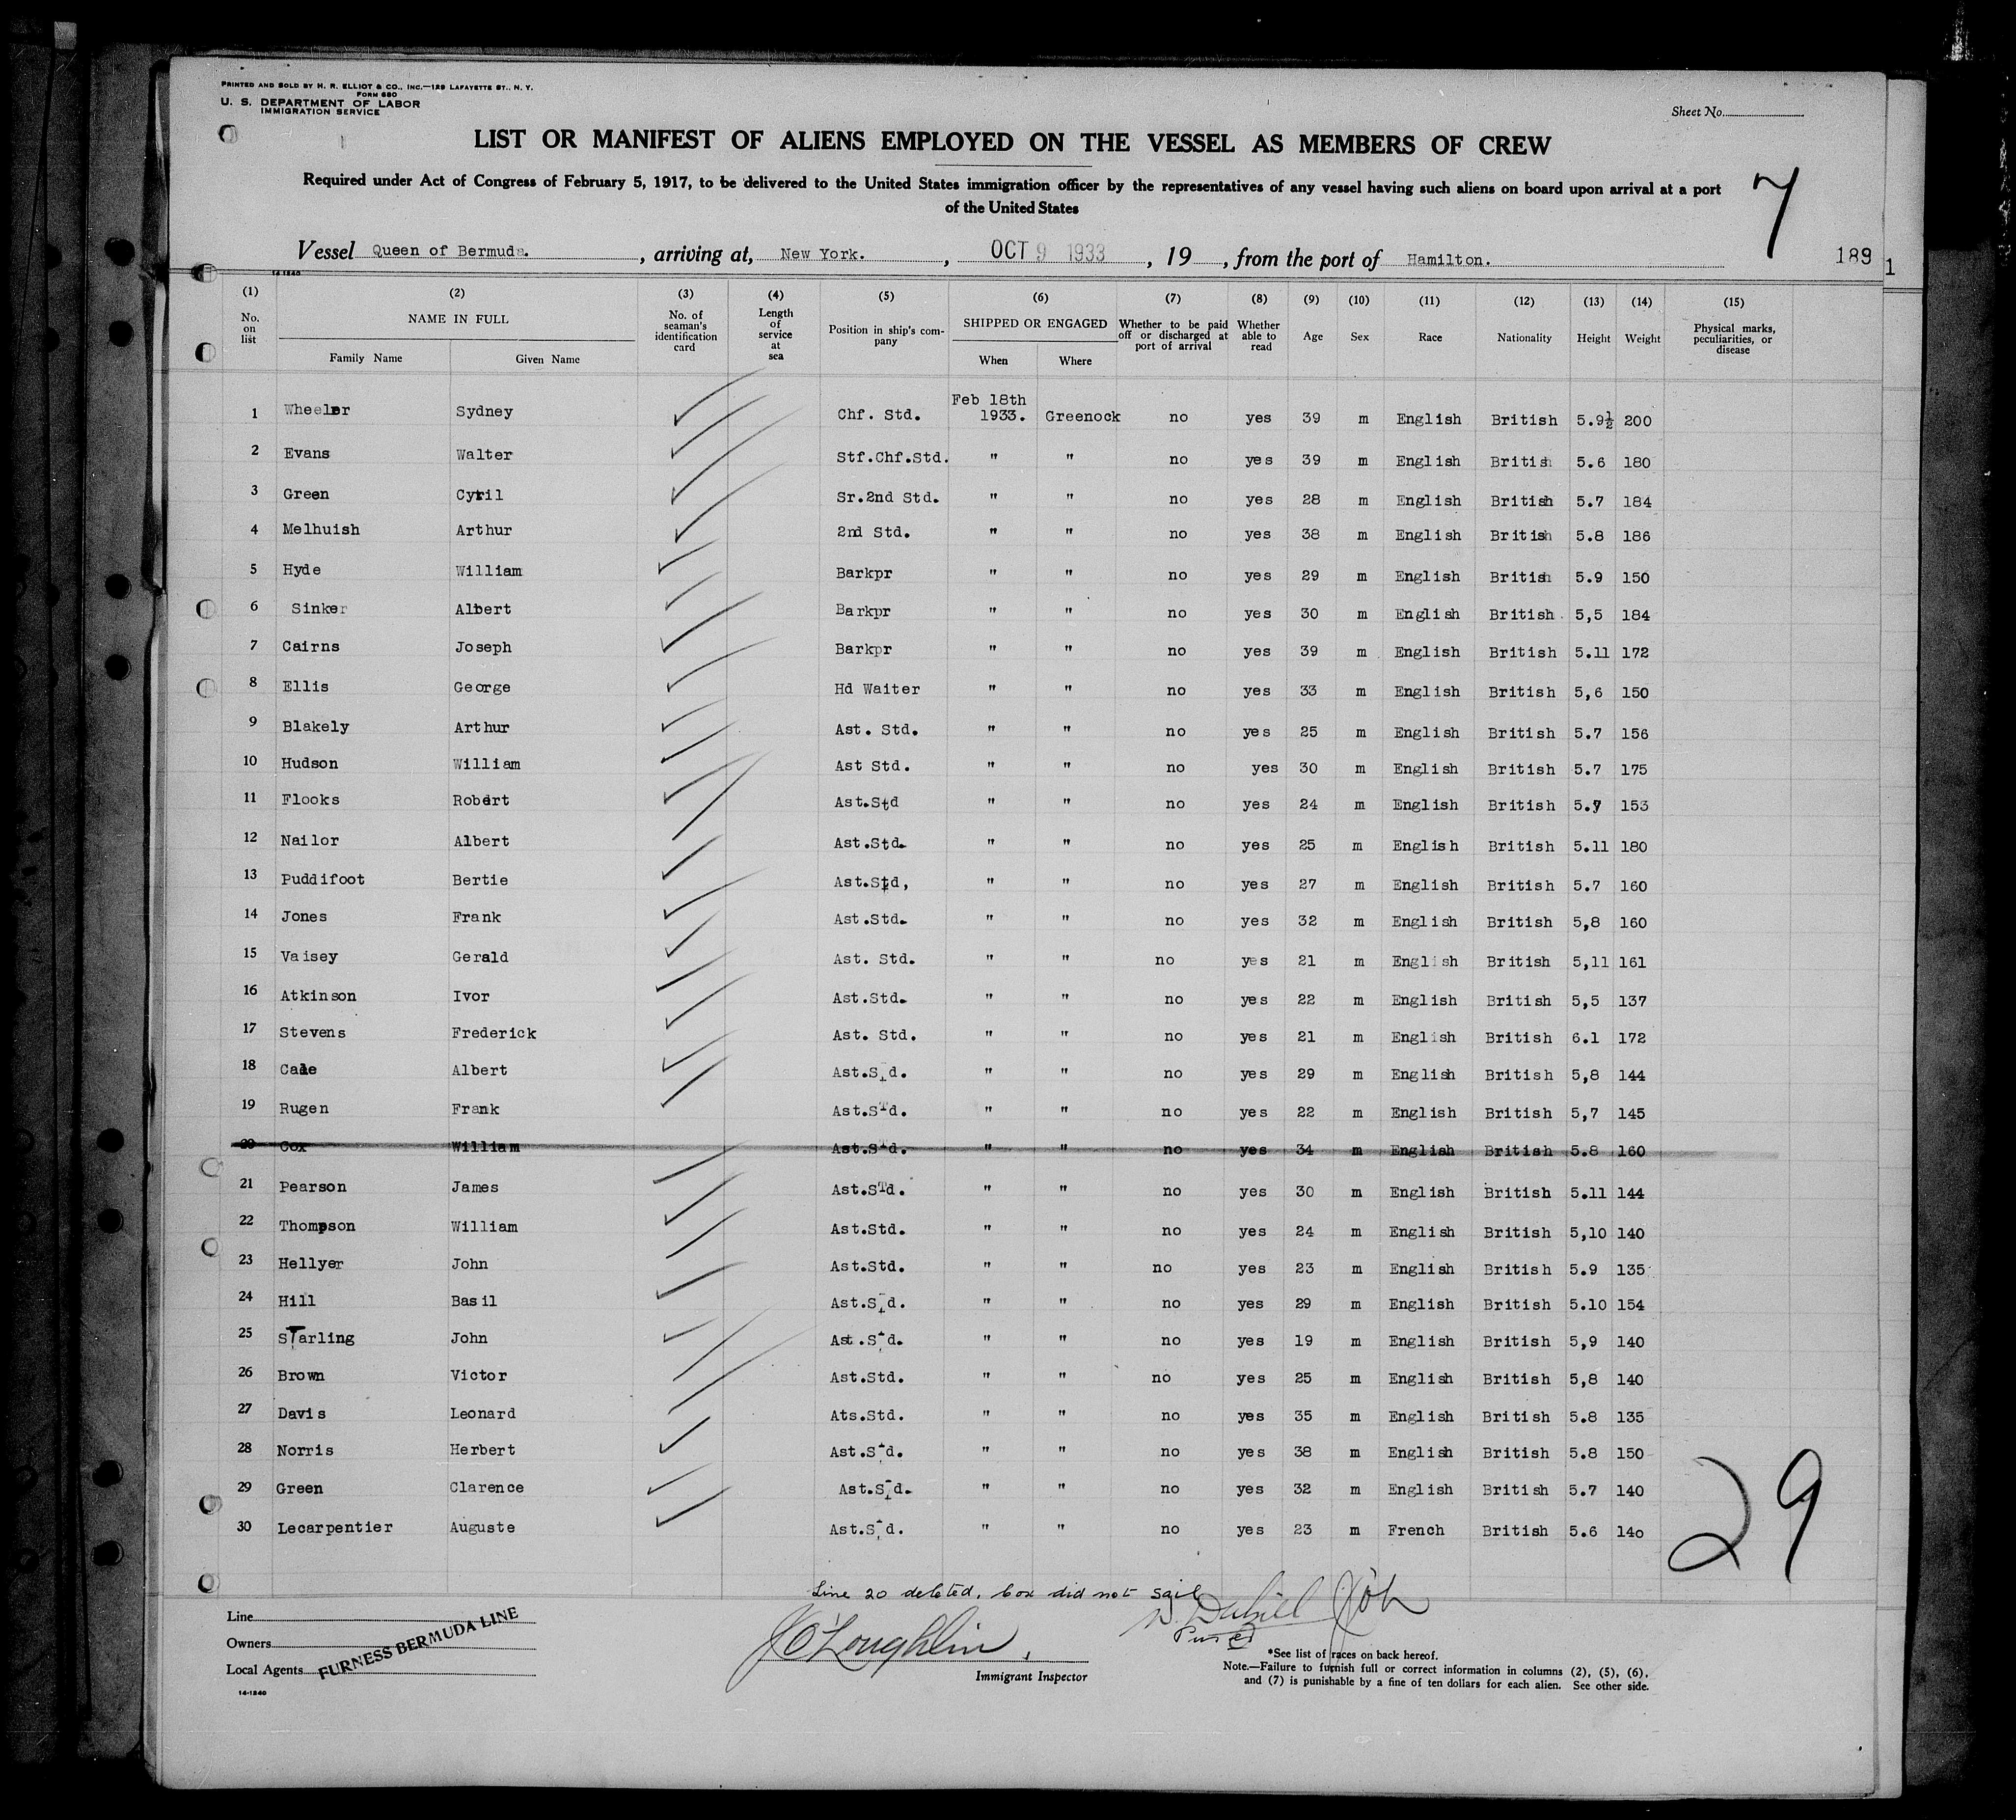 PRINTED AND SOLD BY H. R. ELLIOT & CO., INC.—129 LAFAYETTE ST., N. Y.
FORM 680
U. S. DEPARTMENT OF LABOR
IMMIGRATION SERVICE
Sheet No.
LIST OR MANIFEST OF ALIENS EMPLOYED ON THE VESSEL AS MEMBERS OF CREW
Required under Act of Congress of February 5, 1917, to be delivered to the United States immigration officer by the representatives of any vessel having such aliens on board upon arrival at a port
of the United States
7
Vessel Queen of Bermuda. , arriving at, New York. , OCT 9 1933 , 19 , from the port of Hamilton.
189
1
14-1240
(1) (2) (3) (4) (5) (6) (7) (8) (9) (10) (11) (12) (13) (14) (15)
No. on list NAME IN FULL Family Name Given Name No. of seaman's identification card Length of service at sea Position in ship's company SHIPPED OR ENGAGED When Where Whether to be paid off or discharged at port of arrival Whether able to read Age Sex Race Nationality Height Weight Physical marks, peculiarities, or disease
1 Wheeler Sydney Chf. Std. Feb 18th 1933. Greenock no yes 39 m English British 5.9½ 200
2 Evans Walter Stf.Chf.Std. " " no yes 39 m English British 5.6 180
3 Green Cyril Sr.2nd Std. " " no yes 28 m English British 5.7 184
4 Melhuish Arthur 2nd Std. " " no yes 38 m English British 5.8 186
5 Hyde William Barkpr " " no yes 29 m English British 5.9 150
6 Sinker Albert Barkpr " " no yes 30 m English British 5,5 184
7 Cairns Joseph Barkpr " " no yes 39 m English British 5.11 172
8 Ellis George Hd Waiter " " no yes 33 m English British 5,6 150
9 Blakely Arthur Ast. Std. " " no yes 25 m English British 5.7 156
10 Hudson William Ast Std. " " no yes 30 m English British 5.7 175
11 Flooks Robert Ast.Std " " no yes 24 m English British 5.7 153
12 Nailor Albert Ast.Std. " " no yes 25 m English British 5.11 180
13 Puddifoot Bertie Ast.Std, " " no yes 27 m English British 5.7 160
14 Jones Frank Ast.Std. " " no yes 32 m English British 5,8 160
15 Vaisey Gerald Ast. Std. " " no yes 21 m English British 5,11 161
16 Atkinson Ivor Ast.Std. " " no yes 22 m English British 5,5 137
17 Stevens Frederick Ast. Std. " " no yes 21 m English British 6.1 172
18 Albert Ast.Std. " " no yes 29 m English British 5,8 144
19 Rugen Frank Ast.STd. " " no yes 22 m English British 5,7 145
20 Cox William Ast.STd. " " no yes 34 m English British 5.8 160
21 Pearson James Ast.STd. " " no yes 30 m English British 5.11 144
22 Thompson William Ast.Std. " " no yes 24 m English British 5,10 140
23 Hellyer John Ast.Std. " " no yes 23 m English British 5.9 135
24 Hill Basil Ast.Std. " " no yes 29 m English British 5.10 154
25 STarling John Ast.Std. " " no yes 19 m English British 5,9 140
26 Brown Victor Ast.Std. " " no yes 25 m English British 5,8 140
27 Davis Leonard Ats.Std. " " no yes 35 m English British 5.8 135
28 Norris Herbert Ast.Std. " " no yes 38 m English British 5.8 150
29 Green Clarence Ast.Std. " " no yes 32 m English British 5.7 140
30 Lecarpentier Auguste Ast.Std. " " no yes 23 m French British 5.6 14o
29
Line 20 deleted, Cox did not sail
Purser
Line
Owners
Local Agents
FURNESS BERMUDA LINE
14-1240
J O'Loughlin.
Immigrant Inspector
*See list of races on back hereof.
Note.—Failure to furnish full or correct information in columns (2), (5), (6),
and (7) is punishable by a fine of ten dollars for each alien. See other side.